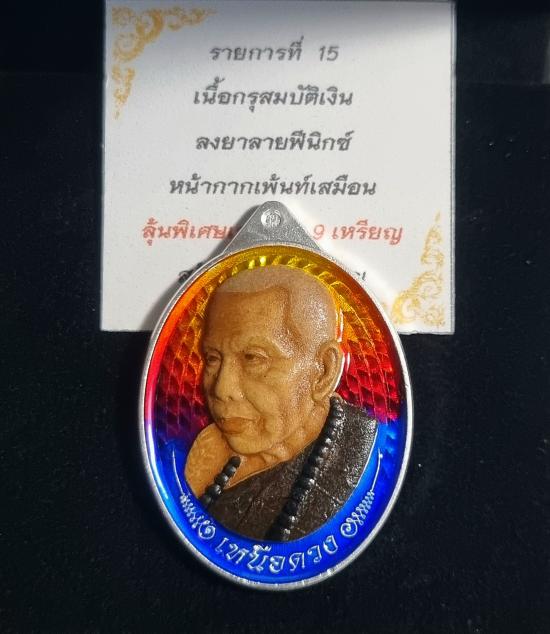 รายการที่ 15
เนื้อกรุสมบัติเงิน
ลงยาลายฟีนิกซ์
หน้ากากเพ้นท์เสมือน
ลุ้นพิเศษ 9 เหรียญ
เหนือดวง